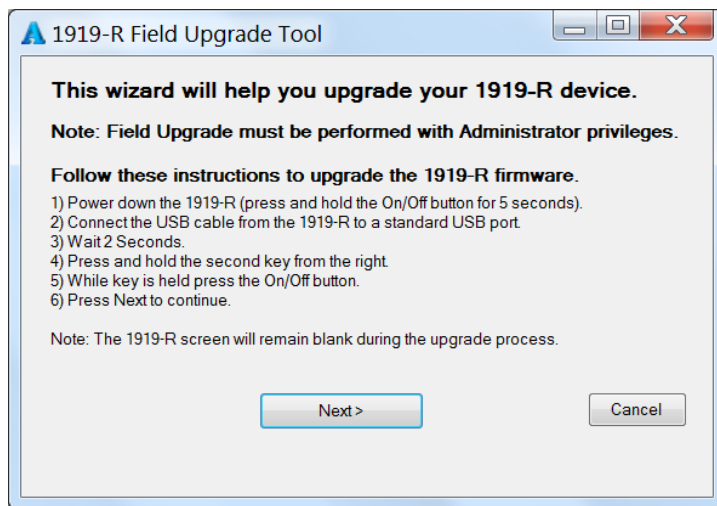 1919-R Field Upgrade Tool
This wizard will help you upgrade your 1919-R device.
Note: Field Upgrade must be performed with Administrator privileges.
Follow these instructions to upgrade the 1919-R firmware.
1) Power down the 1919-R (press and hold the On/Off button for 5 seconds).
2) Connect the USB cable from the 1919-R to a standard USB port.
3) Wait 2 Seconds.
4) Press and hold the second key from the right.
5) While key is held press the On/Off button.
6) Press Next to continue.
Note: The 1919-R screen will remain blank during the upgrade process.
Next >
Cancel